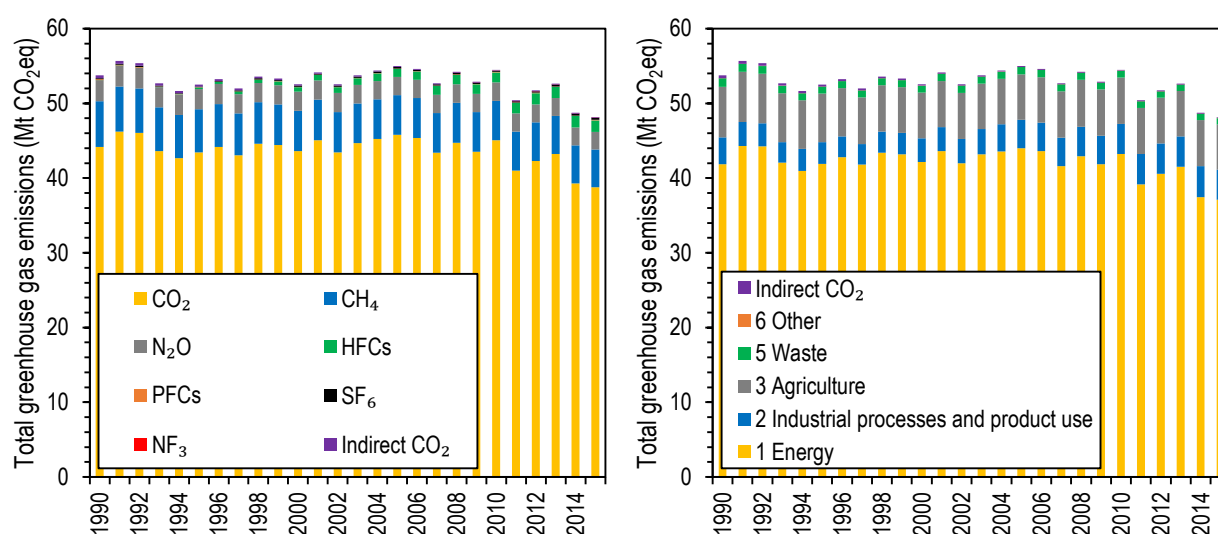 Total greenhouse gas emissions (Mt CO₂eq)
60
50
40
30
20
10
0
CO₂
CH₄
N₂O
HFCs
PFCs
SF₆
NF₃
Indirect CO₂
1990
1992
1994
1996
1998
2000
2002
2004
2006
2008
2010
2012
2014
Total greenhouse gas emissions (Mt CO₂eq)
60
50
40
30
20
10
0
Indirect CO₂
6 Other
5 Waste
3 Agriculture
2 Industrial processes and product use
1 Energy
1990
1992
1994
1996
1998
2000
2002
2004
2006
2008
2010
2012
2014